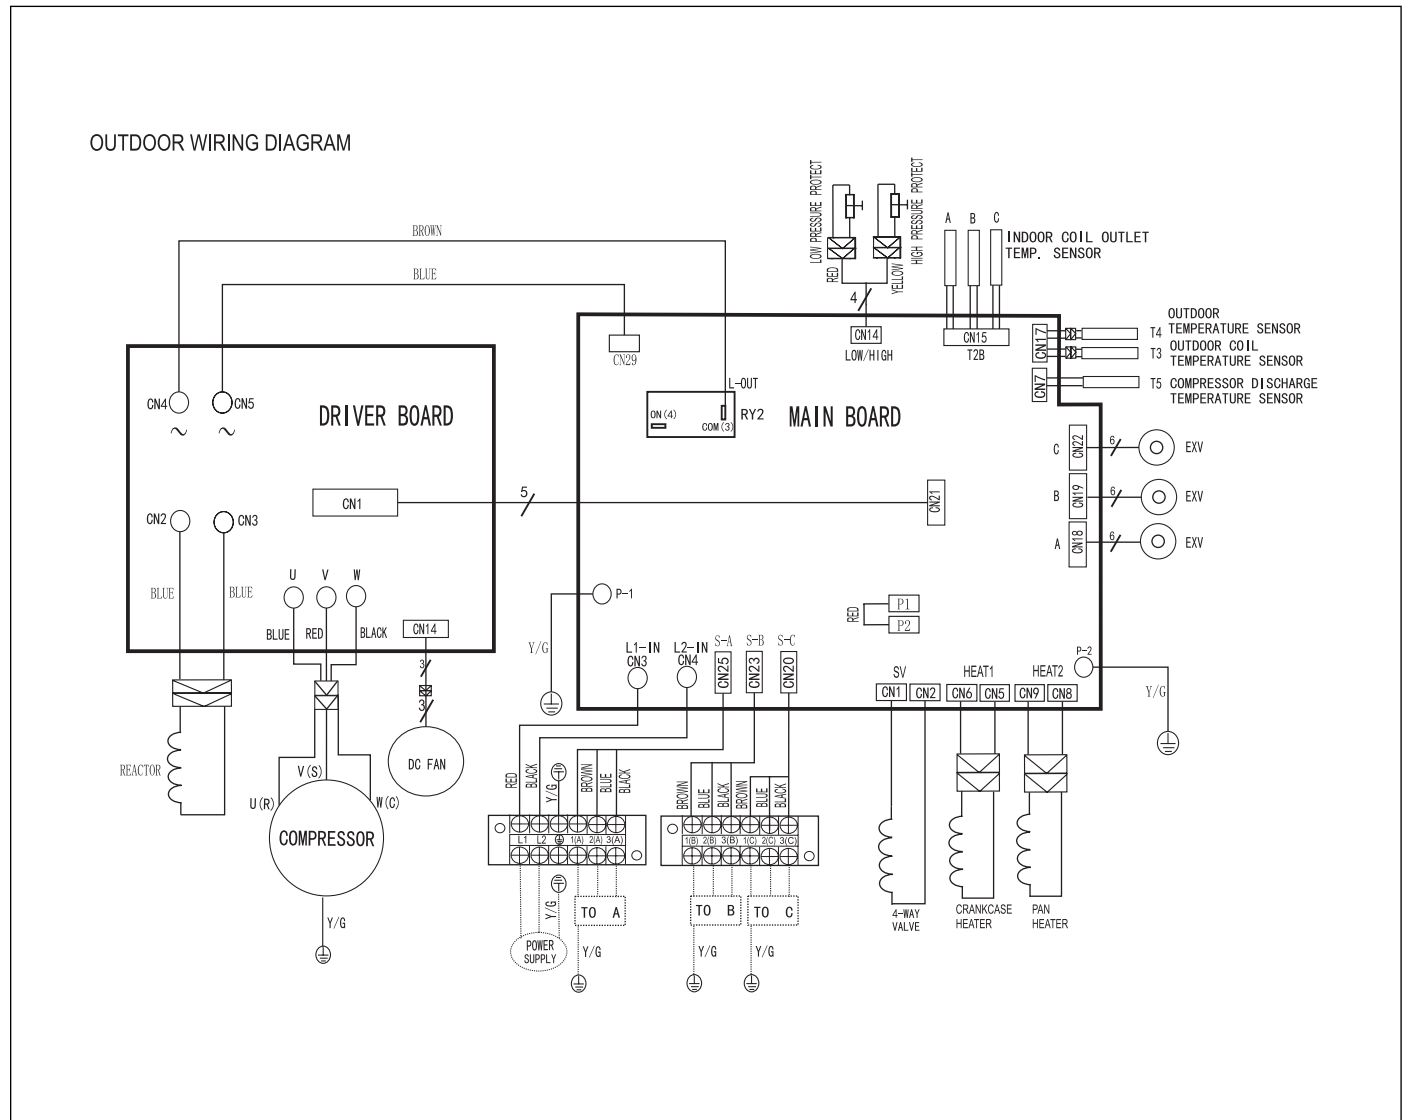 OUTDOOR WIRING DIAGRAM
LOW PRESSURE PROTECT
HIGH PRESSURE PROTECT
RED
YELLOW
4
CN14
LOW/HIGH
A B C
INDOOR COIL OUTLET
TEMP. SENSOR
CN15
T2B
CN17
T4
OUTDOOR
TEMPERATURE SENSOR
T3
OUTDOOR COIL
TEMPERATURE SENSOR
CN7
T5 COMPRESSOR DISCHARGE
TEMPERATURE SENSOR
BROWN
BLUE
CN29
L-OUT
ON(4)
COM(3)
RY2
MAIN BOARD
DRIVER BOARD
CN4
CN5
~
~
CN1
5
CN21
C CN22 6 EXV
B CN19 6 EXV
A CN18 6 EXV
CN2
CN3
BLUE
BLUE
U V W
BLUE RED BLACK
CN14
3
3
DC FAN
REACTOR
V(S)
U(R)
W(C)
COMPRESSOR
Y/G
P-1
Y/G
RED
P1
P2
P-2
Y/G
L1-IN
CN3
L2-IN
CN4
S-A
CN25
S-B
CN23
S-C
CN20
SV
CN1 CN2
HEAT1
CN6 CN5
HEAT2
CN9 CN8
RED
BLACK
Y/G
BROWN
BLUE
BLACK
BROWN
BLUE
BLACK
BROWN
BLUE
BLACK
L1 L2 1(A) 2(A) 3(A)
1(B) 2(B) 3(B) 1(C) 2(C) 3(C)
Y/G
TO A
TO B
TO C
POWER
SUPPLY
Y/G
Y/G
Y/G
4-WAY
VALVE
CRANKCASE
HEATER
PAN
HEATER